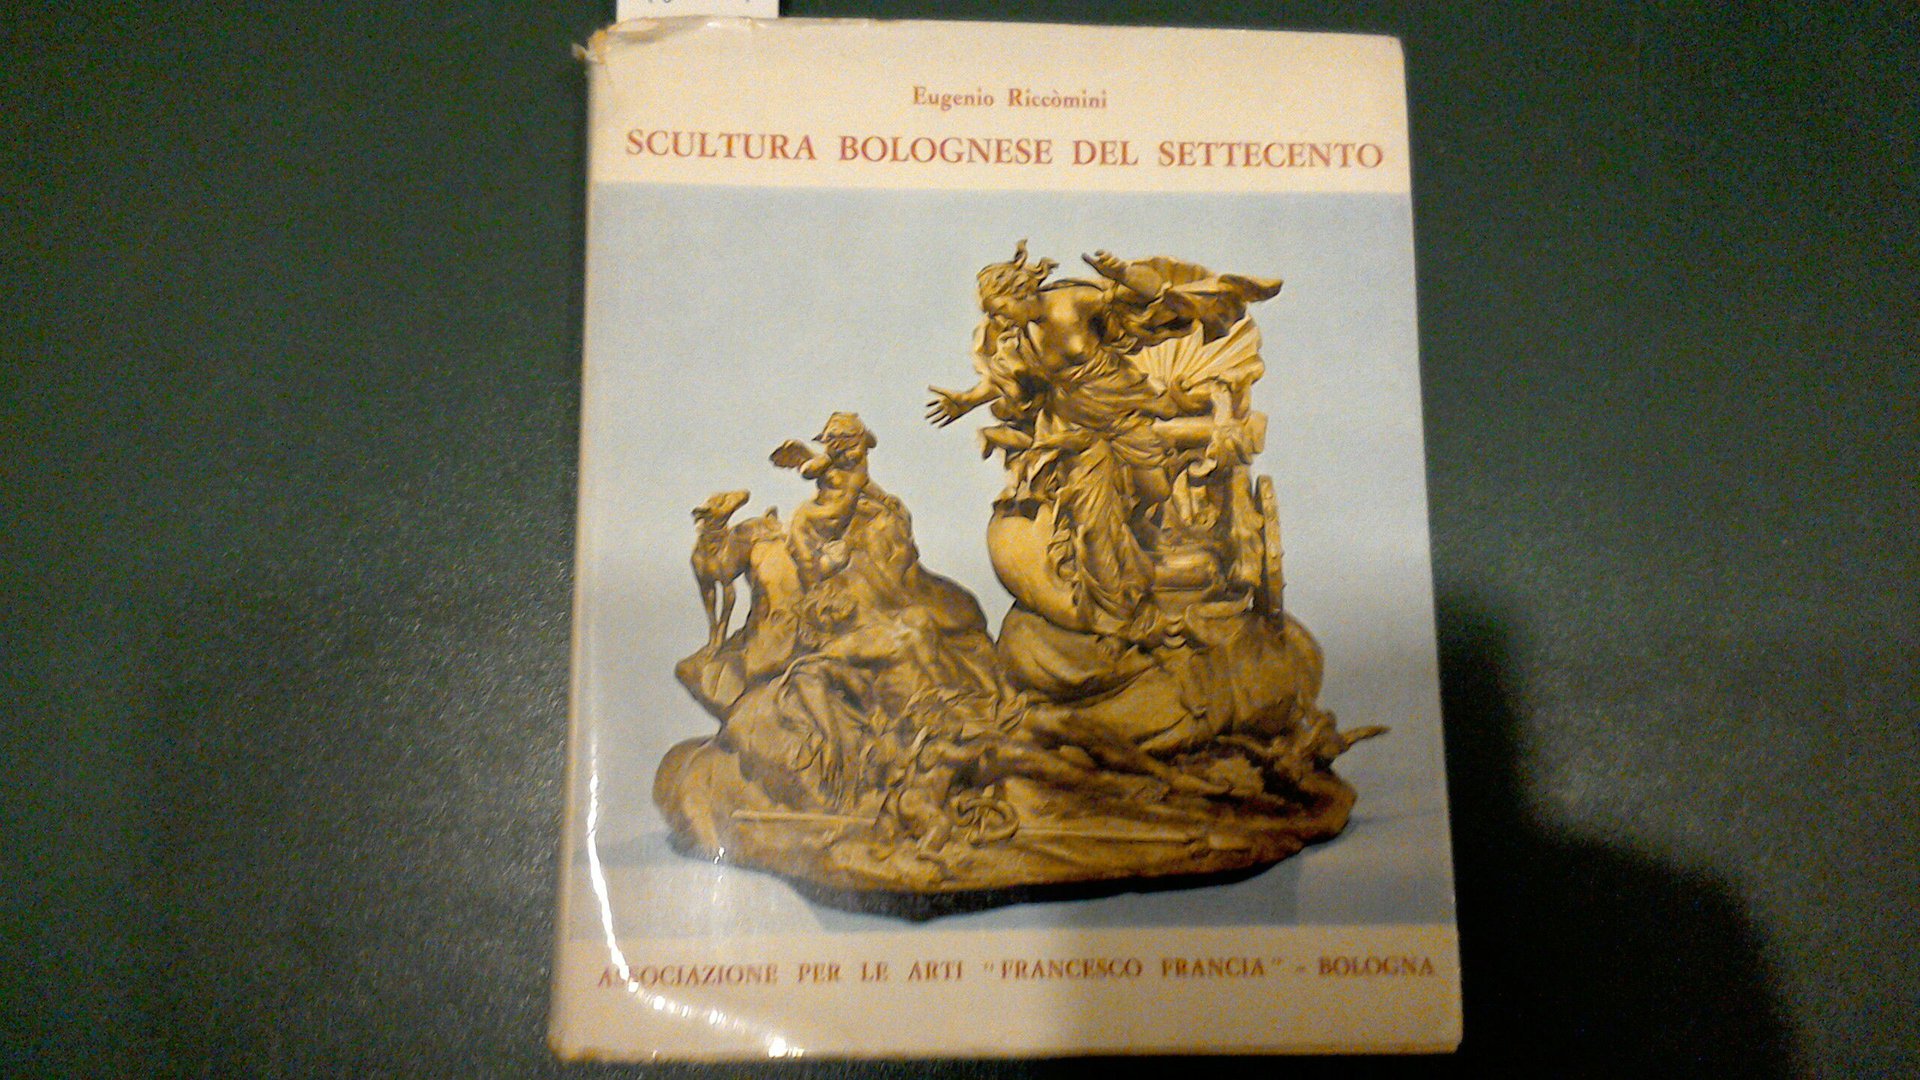 Eugenio Riccòmini
SCULTURA BOLOGNESE DEL SETTECENTO
ASSOCIAZIONE PER LE ARTI "FRANCESCO FRANCIA" - BOLOGNA